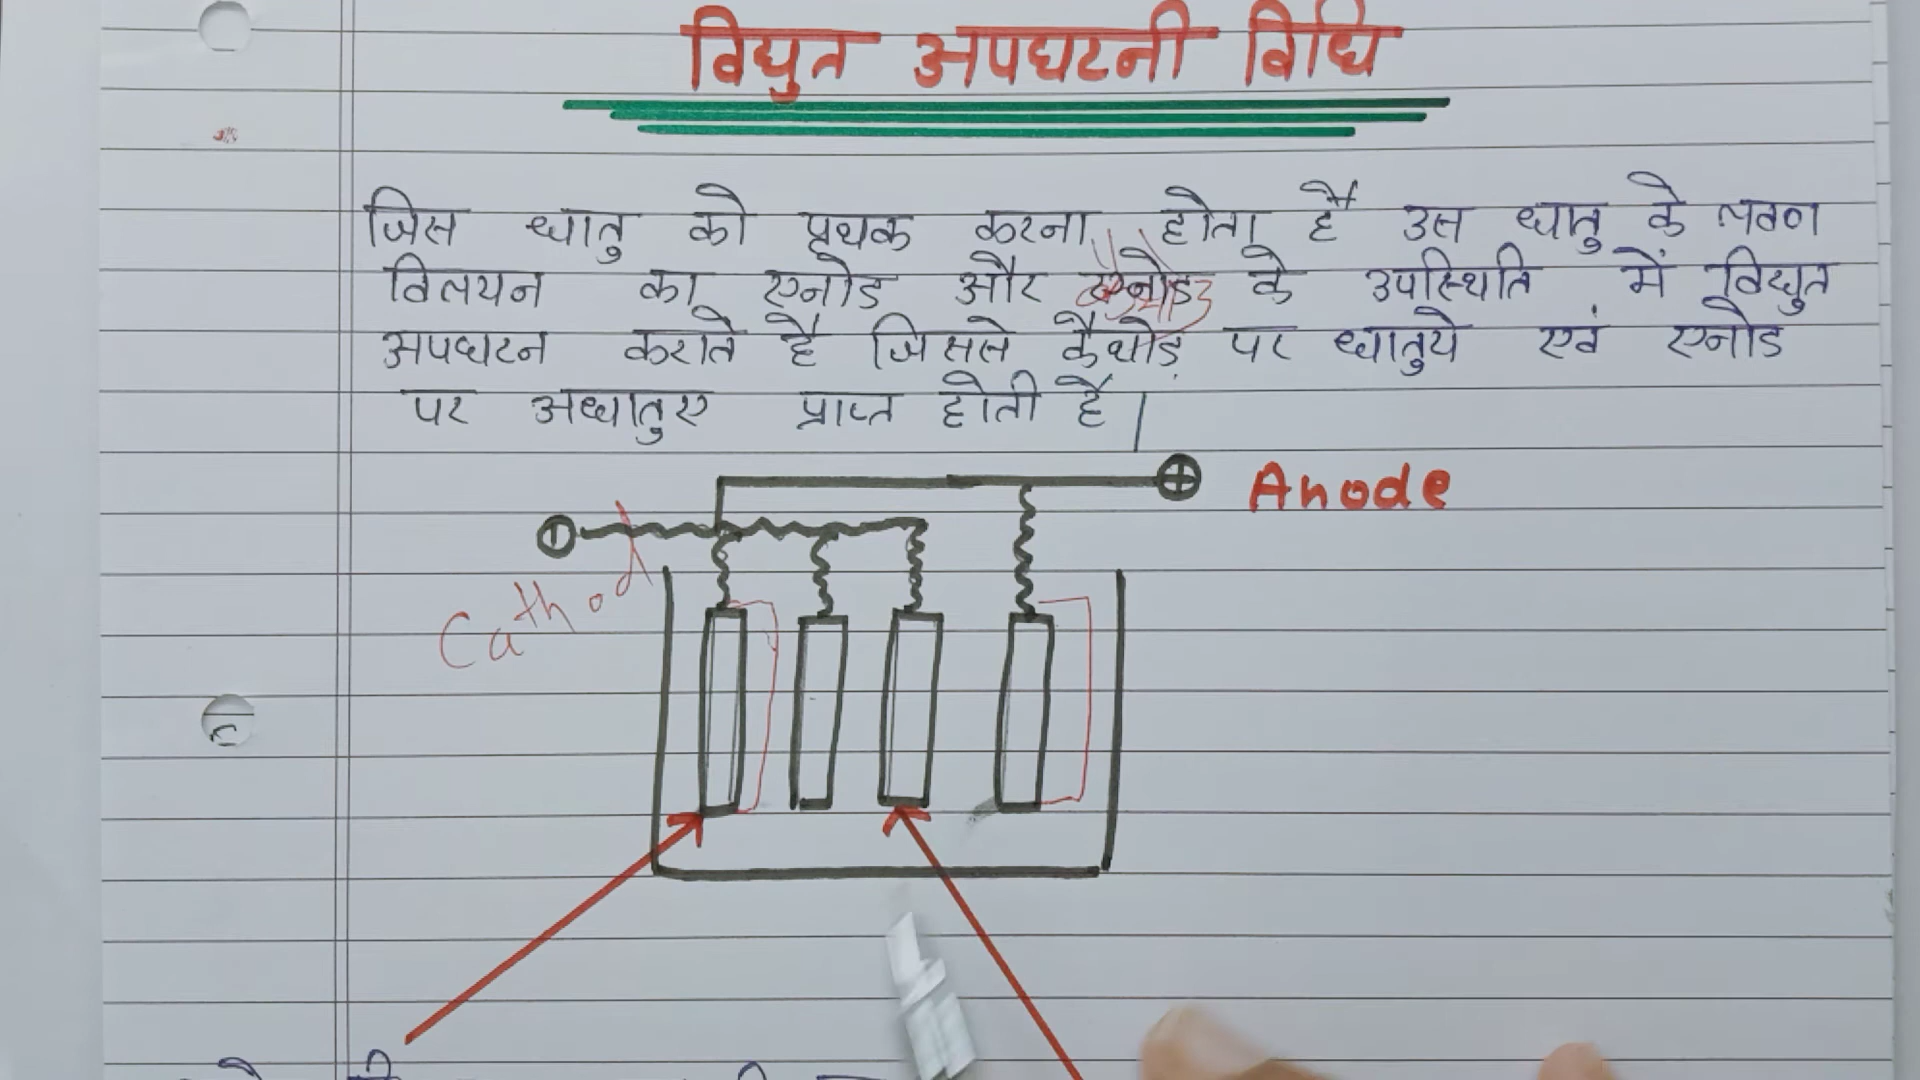 विद्युत अपघटनी विधि
जिस धातु को पृथक करना होता है उस धातु के लवण
विलयन का एनोड और के उपस्थिति में विद्युत
अपघटन कराते है जिससे कैथोड़ पर धातुये एवं एनोड
पर अधातुए प्राप्त होती है।
Anode
Cathod